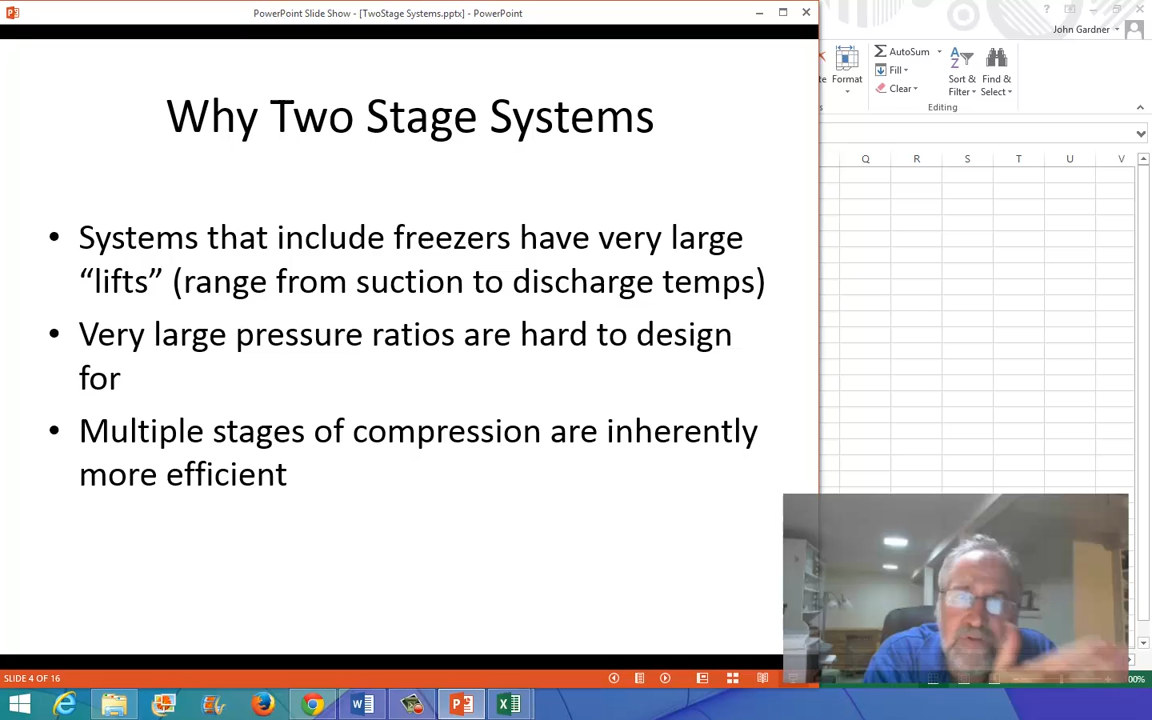 PowerPoint Slide Show - [TwoStage Systems.pptx] - PowerPoint
John Gardner
Why Two Stage Systems
• Systems that include freezers have very large
“lifts” (range from suction to discharge temps)
• Very large pressure ratios are hard to design
for
• Multiple stages of compression are inherently
more efficient
AutoSum
Fill
Clear
Format
Sort &
Filter
Find &
Select
Editing
Q R S T U V
SLIDE 4 OF 16
00%